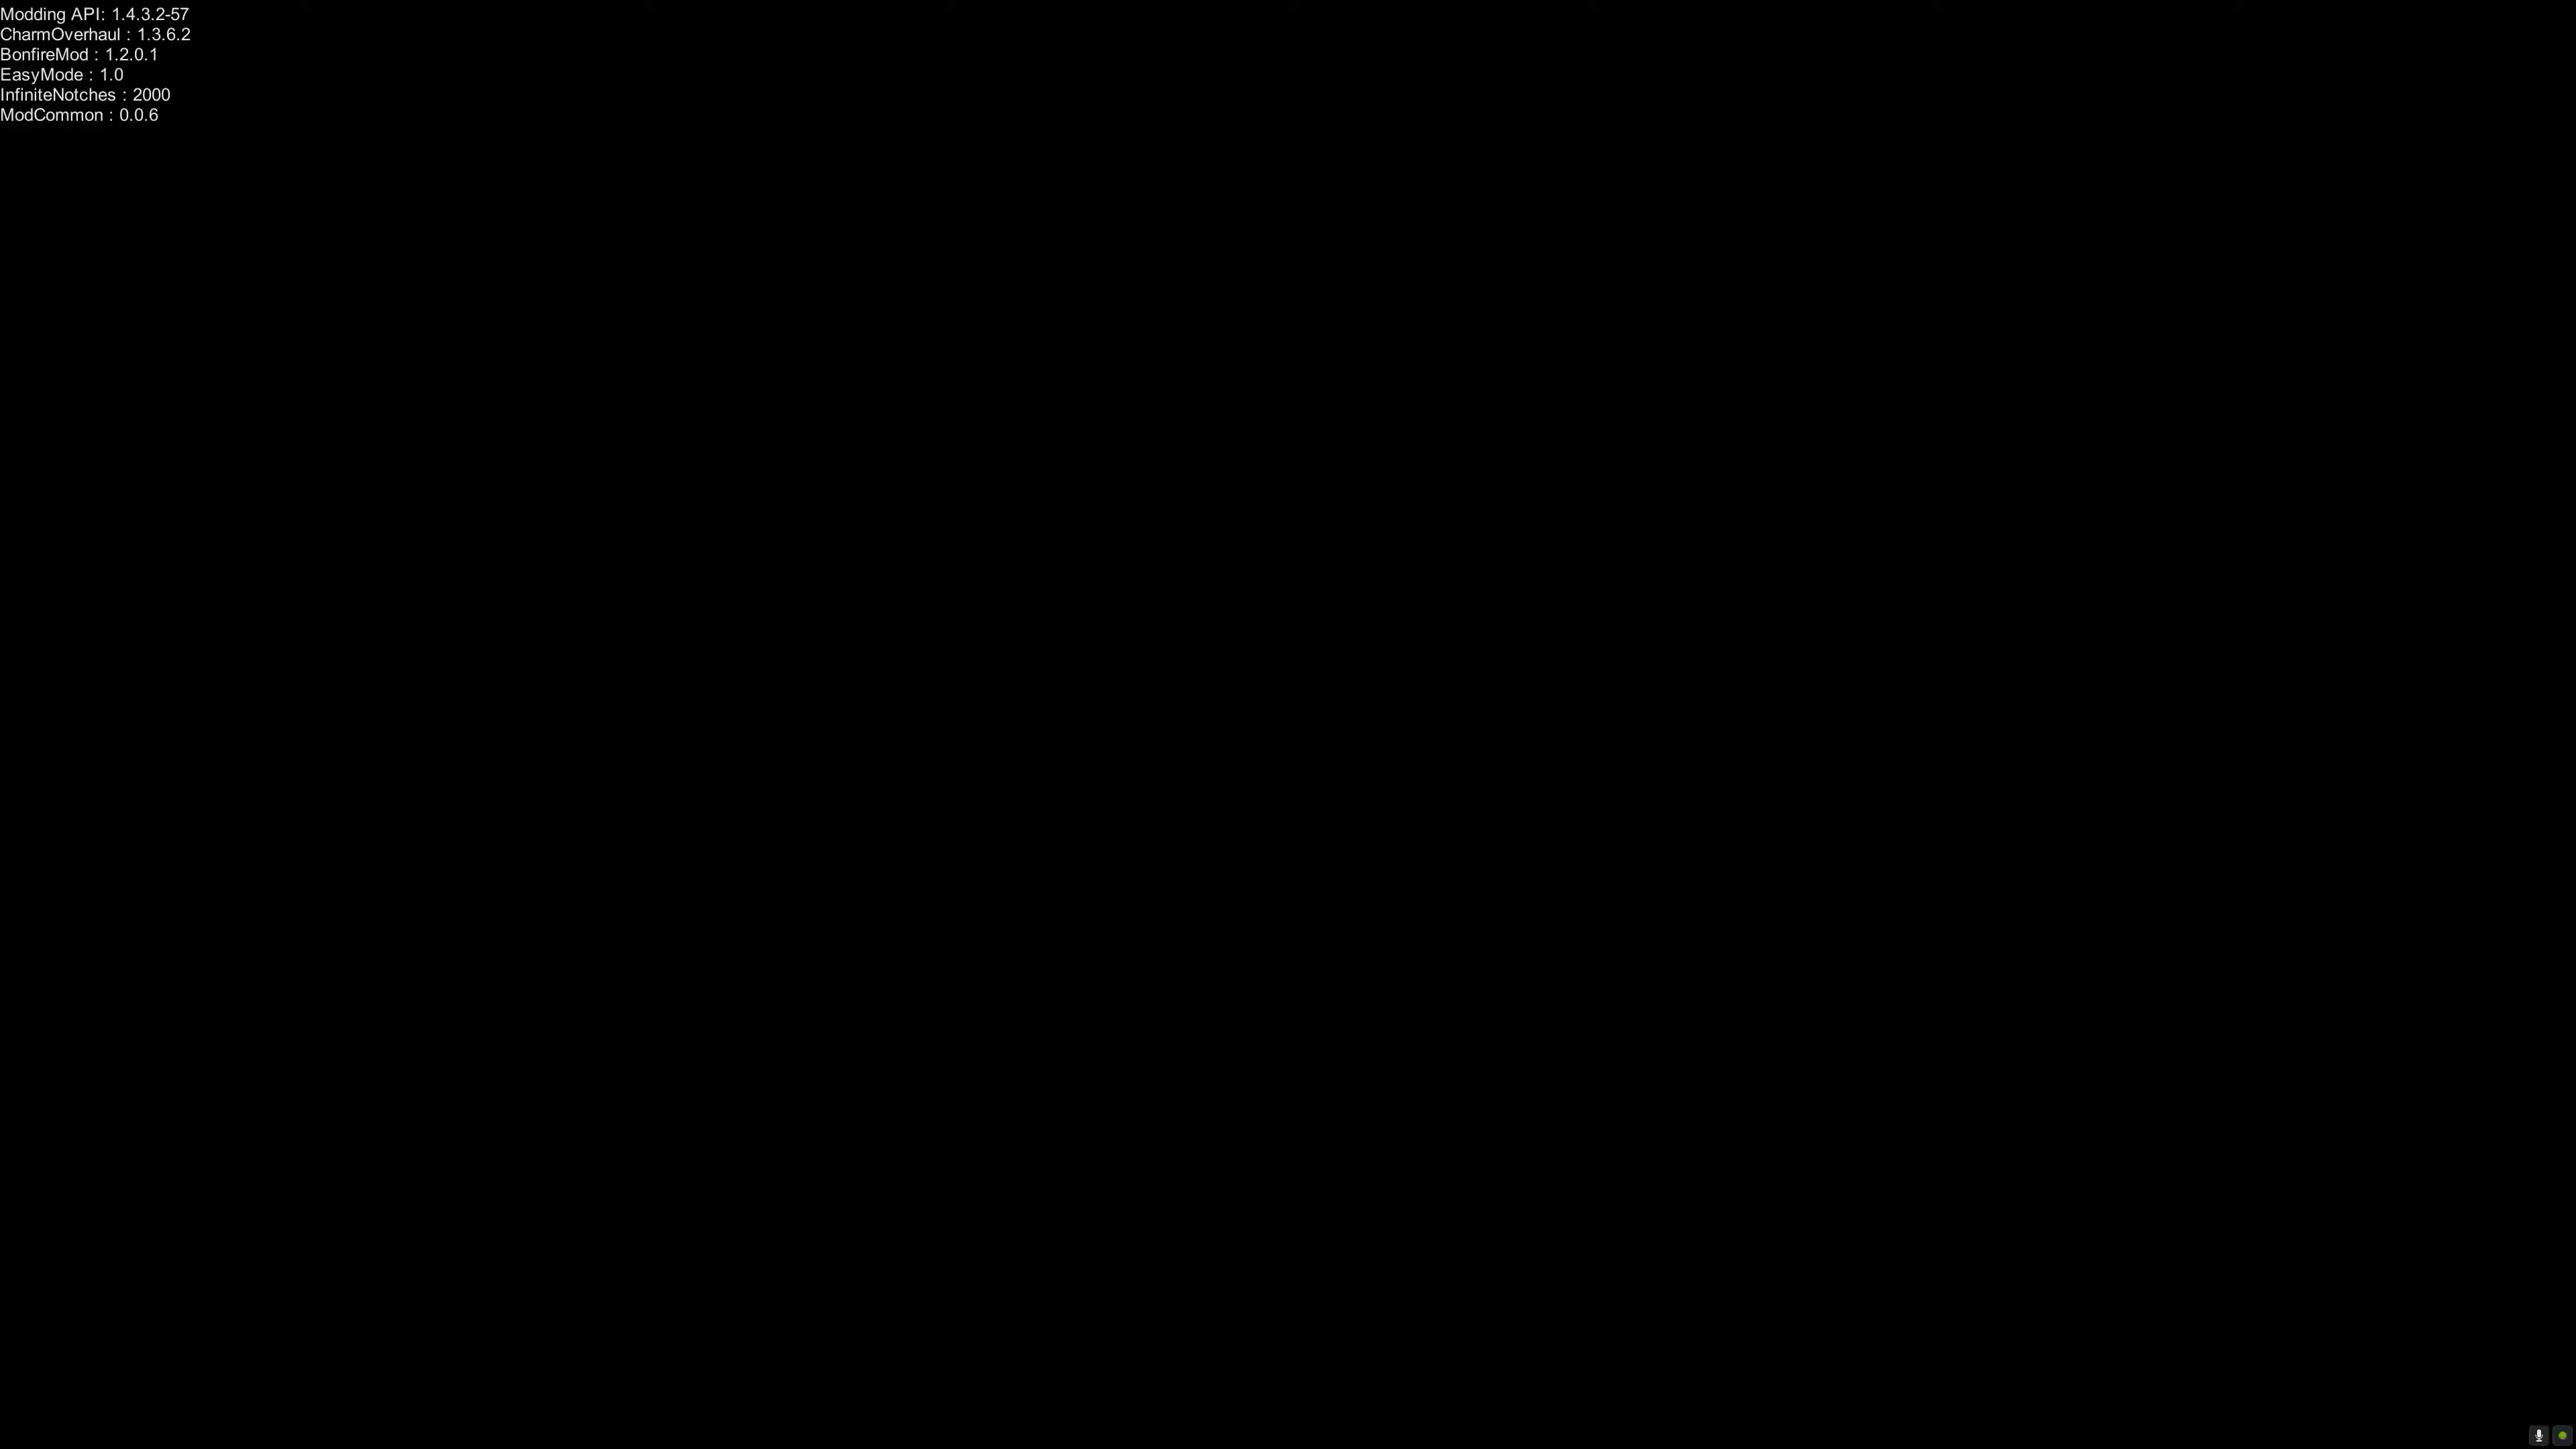 Modding API: 1.4.3.2-57
CharmOverhaul : 1.3.6.2
BonfireMod : 1.2.0.1
EasyMode : 1.0
InfiniteNotches : 2000
ModCommon : 0.0.6